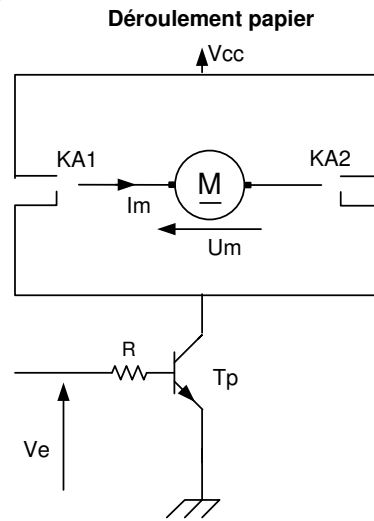 Déroulement papier
Vcc
KA1
KA2
M
Im
Um
R
Tp
Ve